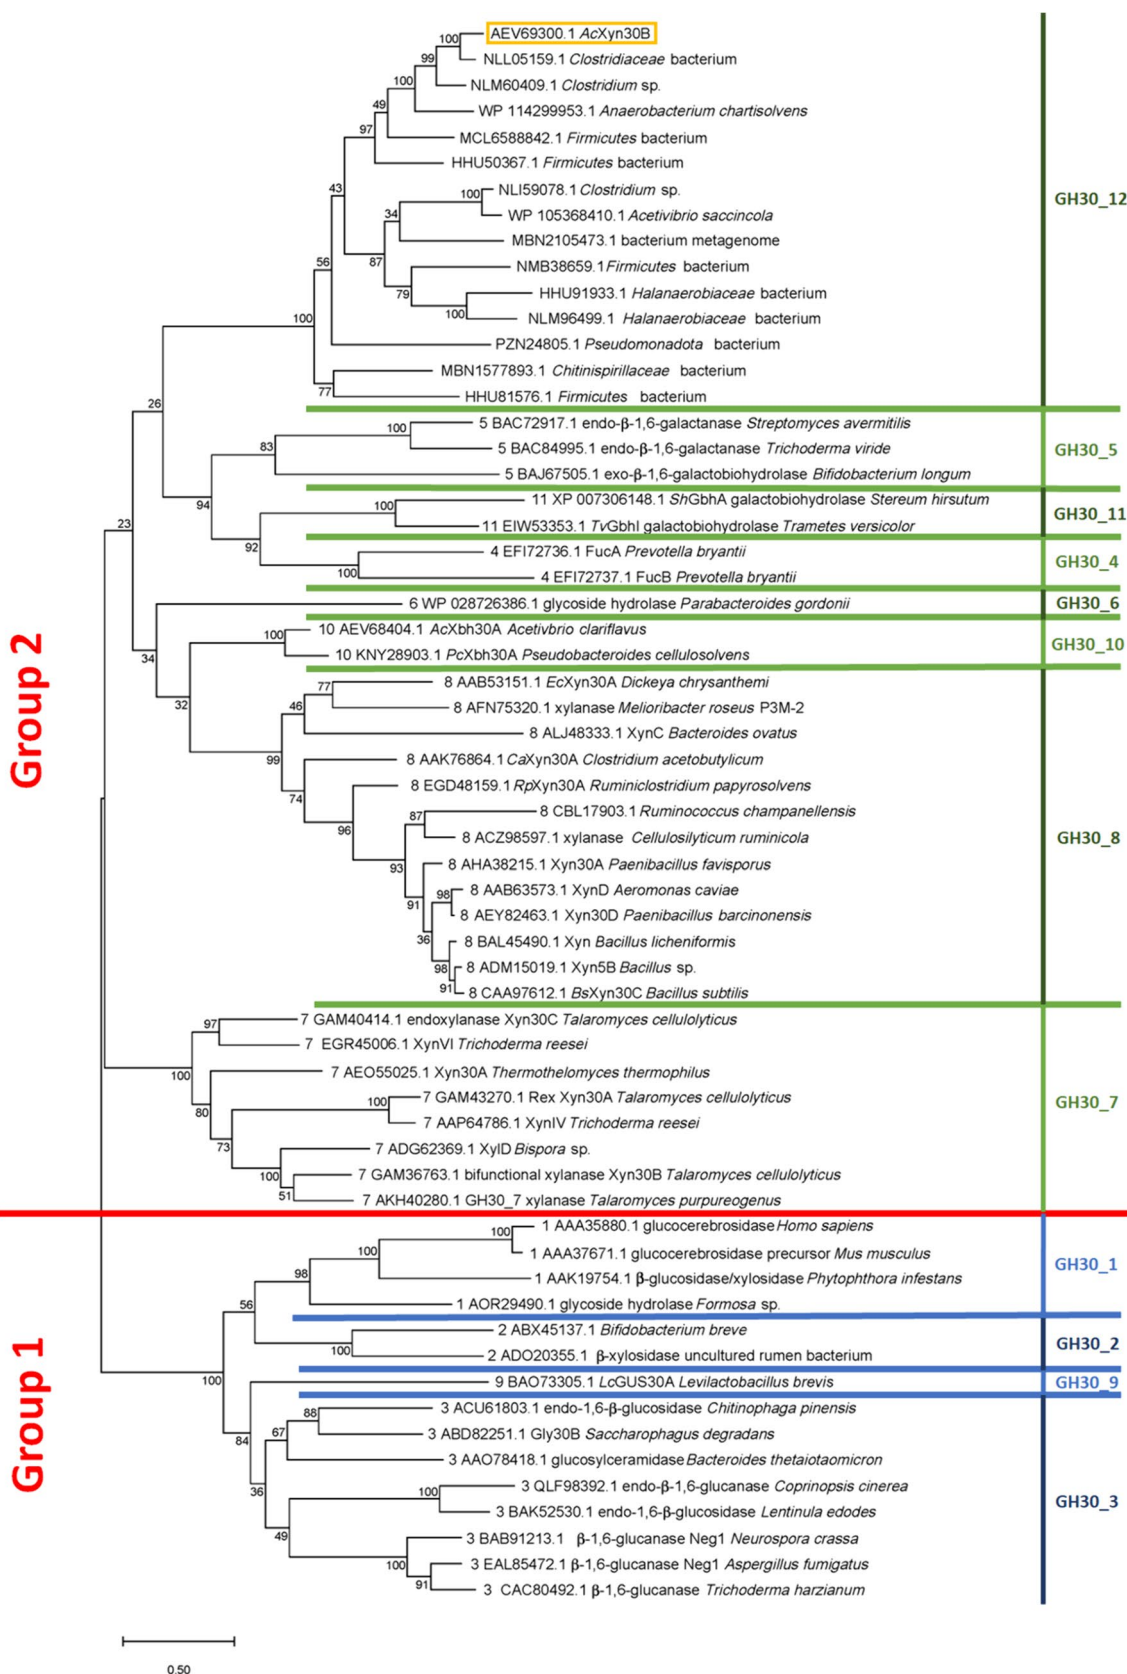 100
AEV69300.1 AcXyn30B
99
NLL05159.1 Clostridiaceae bacterium
100
NLM60409.1 Clostridium sp.
49
WP 114299953.1 Anaerobacterium chartisolvens
97
MCL6588842.1 Firmicutes bacterium
HHU50367.1 Firmicutes bacterium
43
100
NLI59078.1 Clostridium sp.
GH30_12
34
WP 105368410.1 Acetivibrio saccincola
MBN2105473.1 bacterium metagenome
87
56
NMB38659.1 Firmicutes bacterium
79
HHU91933.1 Halanaerobiaceae bacterium
100
NLM96499.1 Halanaerobiaceae bacterium
100
PZN24805.1 Pseudomonadota bacterium
MBN1577893.1 Chitinispirillaceae bacterium
77
HHU81576.1 Firmicutes bacterium
26
100
5 BAC72917.1 endo-β-1,6-galactanase Streptomyces avermitilis
83
5 BAC84995.1 endo-β-1,6-galactanase Trichoderma viride
GH30_5
5 BAJ67505.1 exo-β-1,6-galactobiohydrolase Bifidobacterium longum
94
11 XP 007306148.1 ShGbhA galactobiohydrolase Stereum hirsutum
100
GH30_11
23
11 EIW53353.1 TvGbhI galactobiohydrolase Trametes versicolor
92
4 EFI72736.1 FucA Prevotella bryantii
GH30_4
100
4 EFI72737.1 FucB Prevotella bryantii
6 WP 028726386.1 glycoside hydrolase Parabacteroides gordonii
GH30_6
100
10 AEV68404.1 AcXbh30A Acetivbrio clariflavus
GH30_10
34
10 KNY28903.1 PcXbh30A Pseudobacteroides cellulosolvens
Group 2
77
8 AAB53151.1 EcXyn30A Dickeya chrysanthemi
32
46
8 AFN75320.1 xylanase Melioribacter roseus P3M-2
8 ALJ48333.1 XynC Bacteroides ovatus
99
8 AAK76864.1 CaXyn30A Clostridium acetobutylicum
74
8 EGD48159.1 RpXyn30A Ruminiclostridium papyrosolvens
96
87
8 CBL17903.1 Ruminococcus champanellensis
8 ACZ98597.1 xylanase Cellulosilyticum ruminicola
GH30_8
93
8 AHA38215.1 Xyn30A Paenibacillus favisporus
98
8 AAB63573.1 XynD Aeromonas caviae
91
8 AEY82463.1 Xyn30D Paenibacillus barcinonensis
36
8 BAL45490.1 Xyn Bacillus licheniformis
98
8 ADM15019.1 Xyn5B Bacillus sp.
91
8 CAA97612.1 BsXyn30C Bacillus subtilis
97
7 GAM40414.1 endoxylanase Xyn30C Talaromyces cellulolyticus
7 EGR45006.1 XynVI Trichoderma reesei
100
7 AEO55025.1 Xyn30A Thermothelomyces thermophilus
80
100
7 GAM43270.1 Rex Xyn30A Talaromyces cellulolyticus
GH30_7
7 AAP64786.1 XynIV Trichoderma reesei
73
7 ADG62369.1 XylD Bispora sp.
100
7 GAM36763.1 bifunctional xylanase Xyn30B Talaromyces cellulolyticus
51
7 AKH40280.1 GH30_7 xylanase Talaromyces purpureogenus
100
1 AAA35880.1 glucocerebrosidase Homo sapiens
100
1 AAA37671.1 glucocerebrosidase precursor Mus musculus
GH30_1
98
1 AAK19754.1 β-glucosidase/xylosidase Phytophthora infestans
56
1 AOR29490.1 glycoside hydrolase Formosa sp.
2 ABX45137.1 Bifidobacterium breve
GH30_2
100
2 ADO20355.1 β-xylosidase uncultured rumen bacterium
100
9 BAO73305.1 LcGUS30A Levilactobacillus brevis
GH30_9
Group 1
88
3 ACU61803.1 endo-1,6-β-glucosidase Chitinophaga pinensis
84
67
3 ABD82251.1 Gly30B Saccharophagus degradans
3 AAO78418.1 glucosylceramidase Bacteroides thetaiotaomicron
36
100
3 QLF98392.1 endo-β-1,6-glucanase Coprinopsis cinerea
GH30_3
3 BAK52530.1 endo-1,6-β-glucosidase Lentinula edodes
49
3 BAB91213.1 β-1,6-glucanase Neg1 Neurospora crassa
100
3 EAL85472.1 β-1,6-glucanase Neg1 Aspergillus fumigatus
91
3 CAC80492.1 β-1,6-glucanase Trichoderma harzianum
0.50